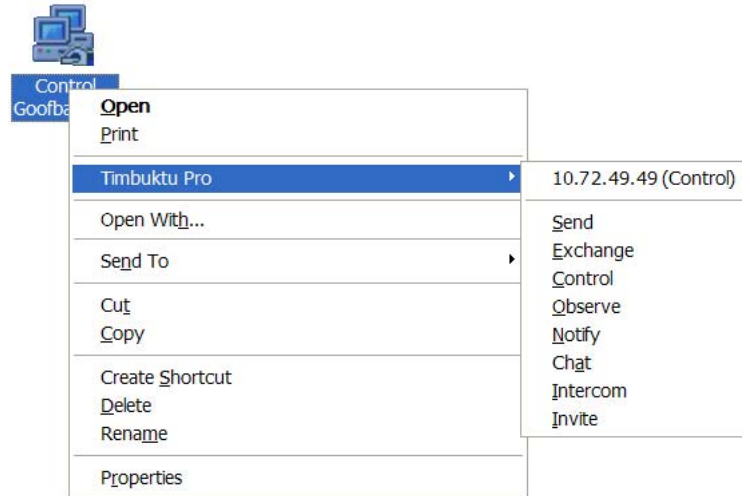 Control
Open
Print
Timbuktu Pro
10.72.49.49 (Control)
Open With...
Send To
Cut
Copy
Create Shortcut
Delete
Rename
Properties
Send
Exchange
Control
Observe
Notify
Chat
Intercom
Invite